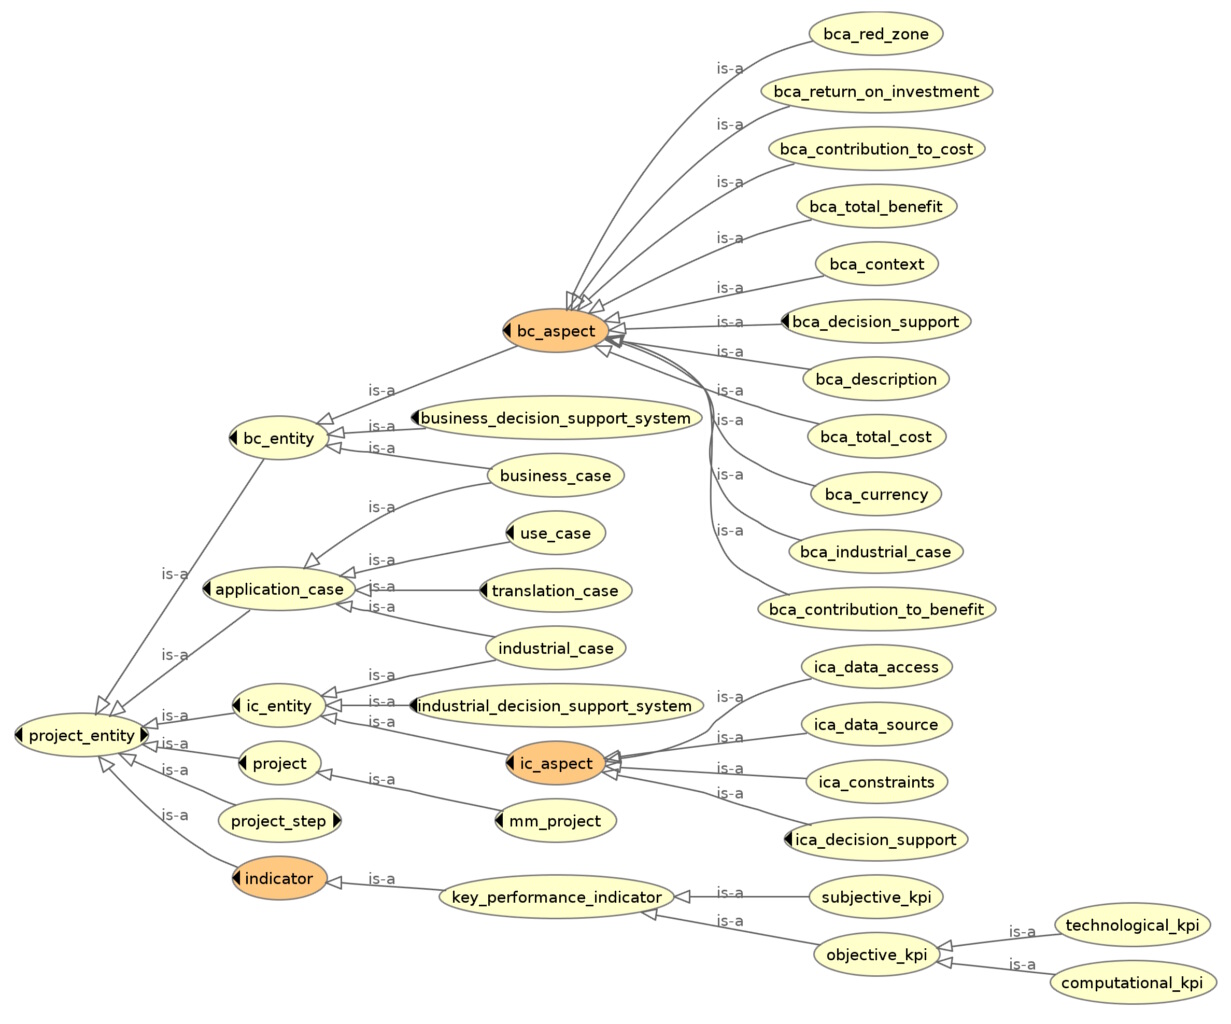 bca_red_zone
is-a
bca_return_on_investment
is-a
bca_contribution_to_cost
is-a
bca_total_benefit
is-a
bca_context
is-a
bc_aspect
bca_decision_support
is-a
bca_description
is-a
bca_total_cost
is-a
bca_currency
is-a
bca_industrial_case
is-a
bca_contribution_to_benefit
is-a
is-a
bc_entity
business_decision_support_system
is-a
business_case
is-a
is-a
use_case
is-a
application_case
translation_case
is-a
industrial_case
is-a
is-a
is-a
is-a
ic_entity
industrial_decision_support_system
is-a
ic_aspect
is-a
ica_data_access
is-a
ica_data_source
is-a
ica_constraints
is-a
ica_decision_support
is-a
project_entity
is-a
project
is-a
mm_project
is-a
project_step
is-a
indicator
is-a
key_performance_indicator
is-a
subjective_kpi
is-a
objective_kpi
is-a
technological_kpi
is-a
computational_kpi
is-a